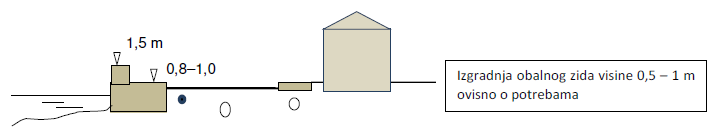 1,5 m
0,8–1,0
Izgradnja obalnog zida visine 0,5 – 1 m
ovisno o potrebama